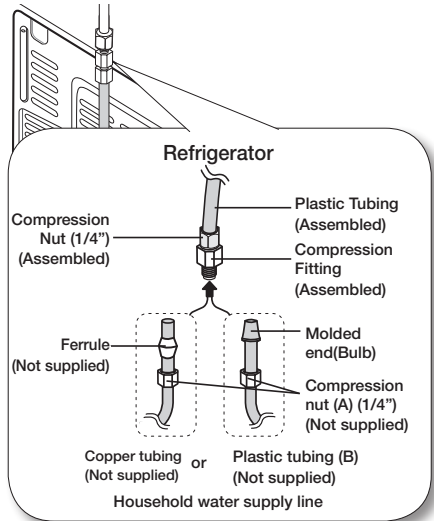 Refrigerator
Compression
Nut (1/4”)
(Assembled)
Plastic Tubing
(Assembled)
Compression
Fitting
(Assembled)
Ferrule
(Not supplied)
Molded
end(Bulb)
Compression
nut (A) (1/4”)
(Not supplied)
Copper tubing
(Not supplied)
or
Plastic tubing (B)
(Not supplied)
Household water supply line